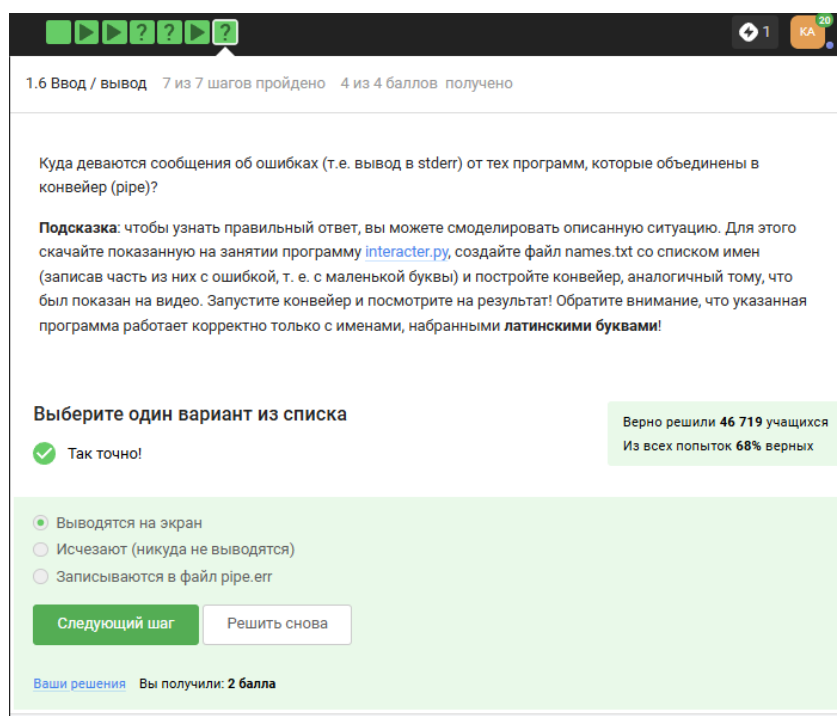 ? ? ?
1 КА 20
1.6 Ввод / вывод 7 из 7 шагов пройдено 4 из 4 баллов получено
Куда деваются сообщения об ошибках (т.е. вывод в stderr) от тех программ, которые объединены в
конвейер (pipe)?
Подсказка: чтобы узнать правильный ответ, вы можете смоделировать описанную ситуацию. Для этого
скачайте показанную на занятии программу interacter.py, создайте файл names.txt со списком имен
(записав часть из них с ошибкой, т. е. с маленькой буквы) и постройте конвейер, аналогичный тому, что
был показан на видео. Запустите конвейер и посмотрите на результат! Обратите внимание, что указанная
программа работает корректно только с именами, набранными латинскими буквами!
Выберите один вариант из списка
Так точно!
Верно решили 46 719 учащихся
Из всех попыток 68% верных
Выводятся на экран
Исчезают (никуда не выводятся)
Записываются в файл pipe.err
Следующий шаг Решить снова
Ваши решения Вы получили: 2 балла